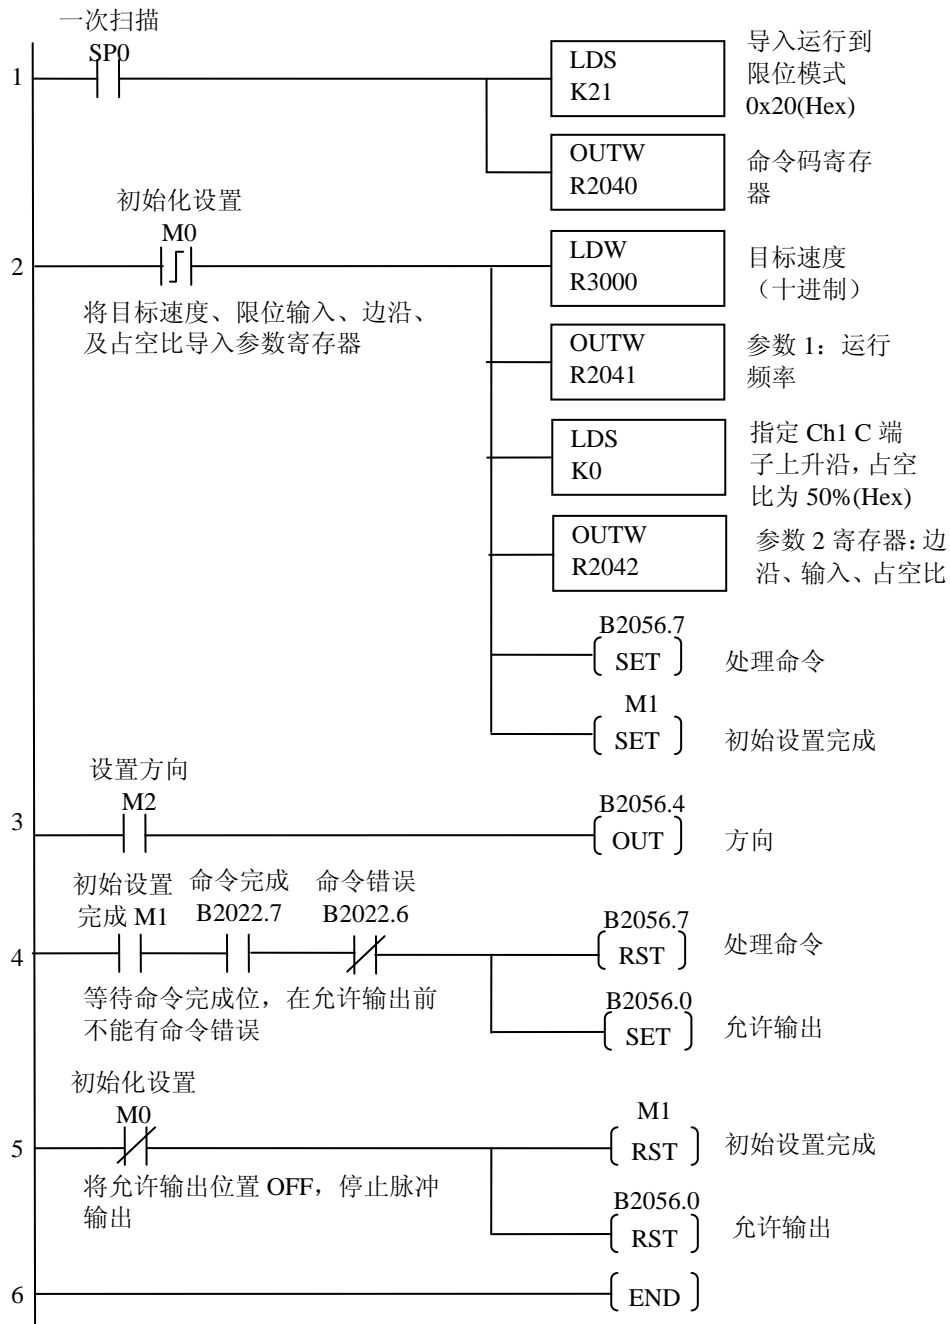 一次扫描
SP0
1
LDS
K21
导入运行到
限位模式
0x20(Hex)
OUTW
R2040
命令码寄存
器
初始化设置
M0
2
将目标速度、限位输入、边沿、
及占空比导入参数寄存器
LDW
R3000
目标速度
（十进制）
OUTW
R2041
参数 1：运行
频率
LDS
K0
指定 Ch1 C 端
子上升沿，占空
比为 50%(Hex)
OUTW
R2042
参数 2 寄存器：边
沿、输入、占空比
B2056.7
SET
处理命令
M1
SET
初始设置完成
设置方向
M2
3
B2056.4
OUT
方向
初始设置
完成 M1
命令完成
B2022.7
命令错误
B2022.6
4
等待命令完成位，在允许输出前
不能有命令错误
B2056.7
RST
处理命令
B2056.0
SET
允许输出
初始化设置
M0
5
将允许输出位置 OFF，停止脉冲
输出
M1
RST
初始设置完成
B2056.0
RST
允许输出
6
END